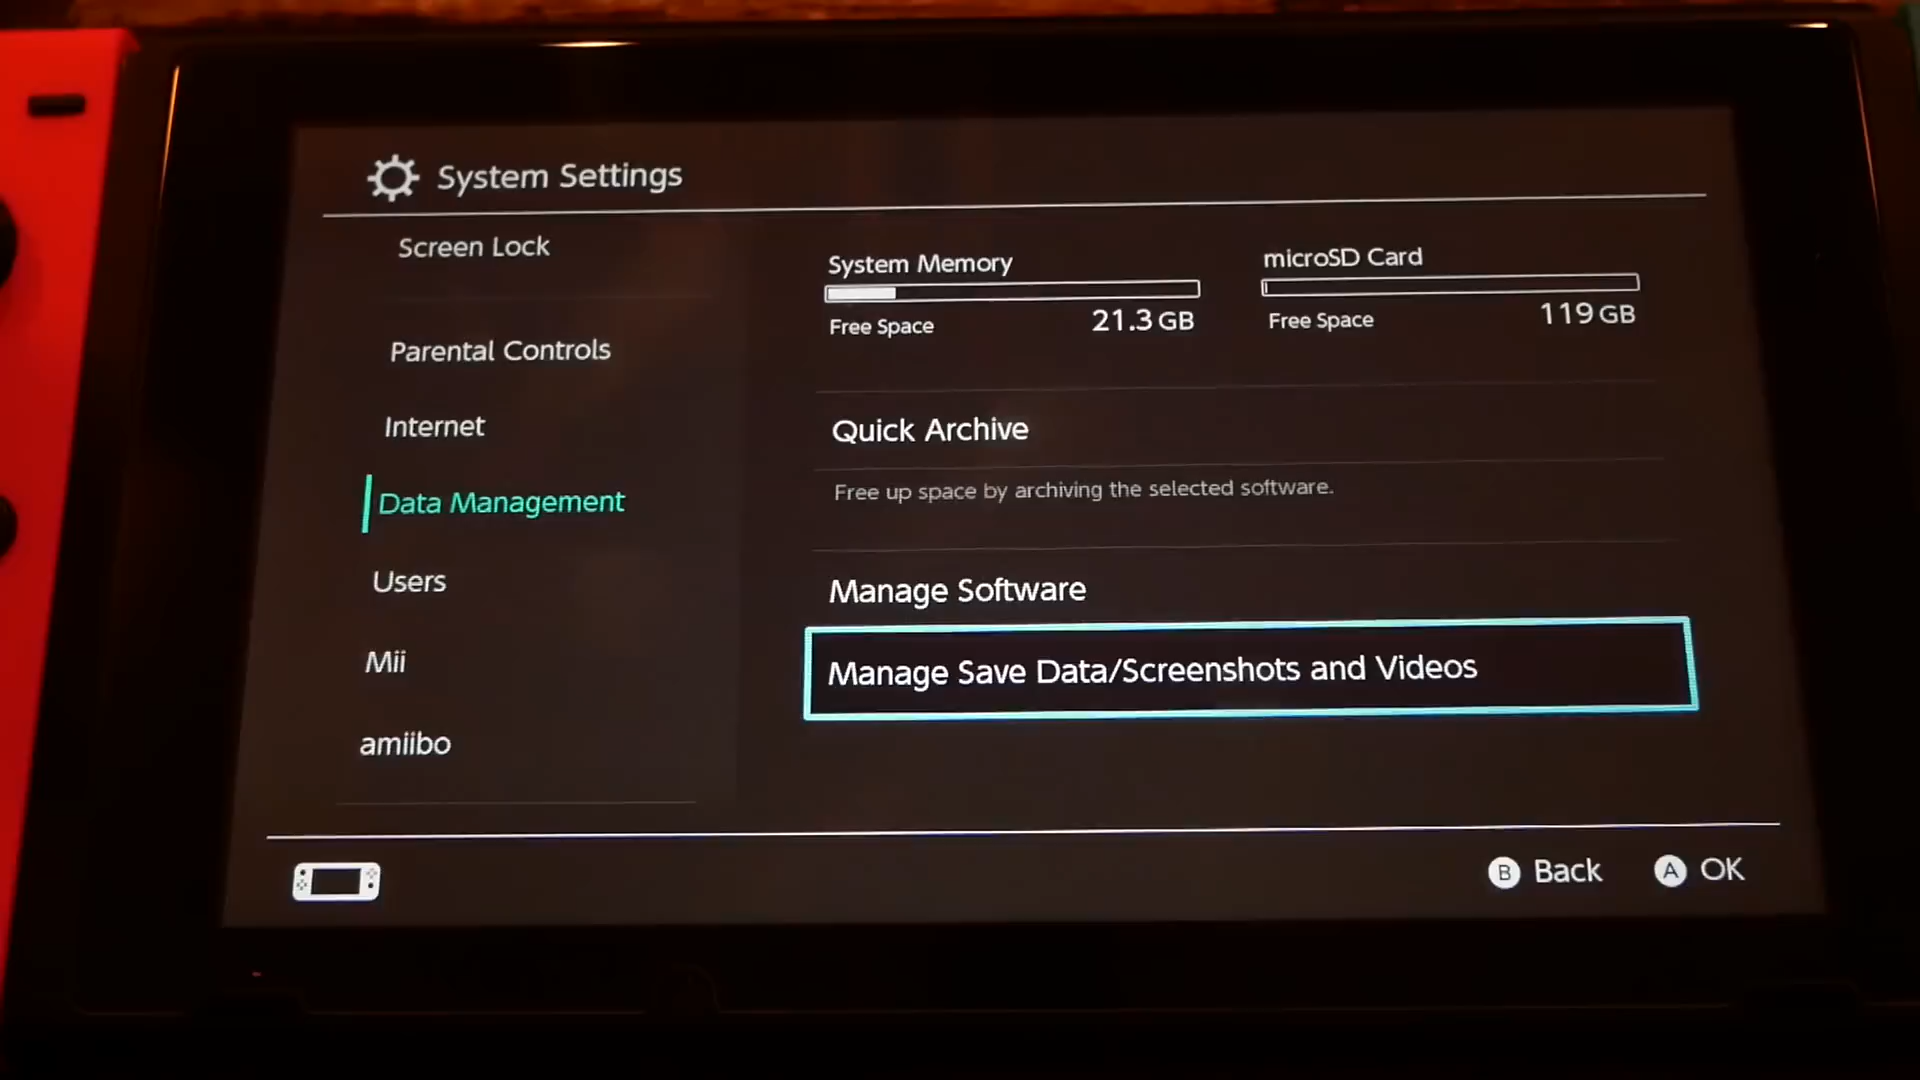 System Settings
Screen Lock
Parental Controls
Internet
Data Management
Users
Mii
amiibo
System Memory
Free Space 21.3 GB
microSD Card
Free Space 119 GB
Quick Archive
Free up space by archiving the selected software.
Manage Software
Manage Save Data/Screenshots and Videos
B Back A OK